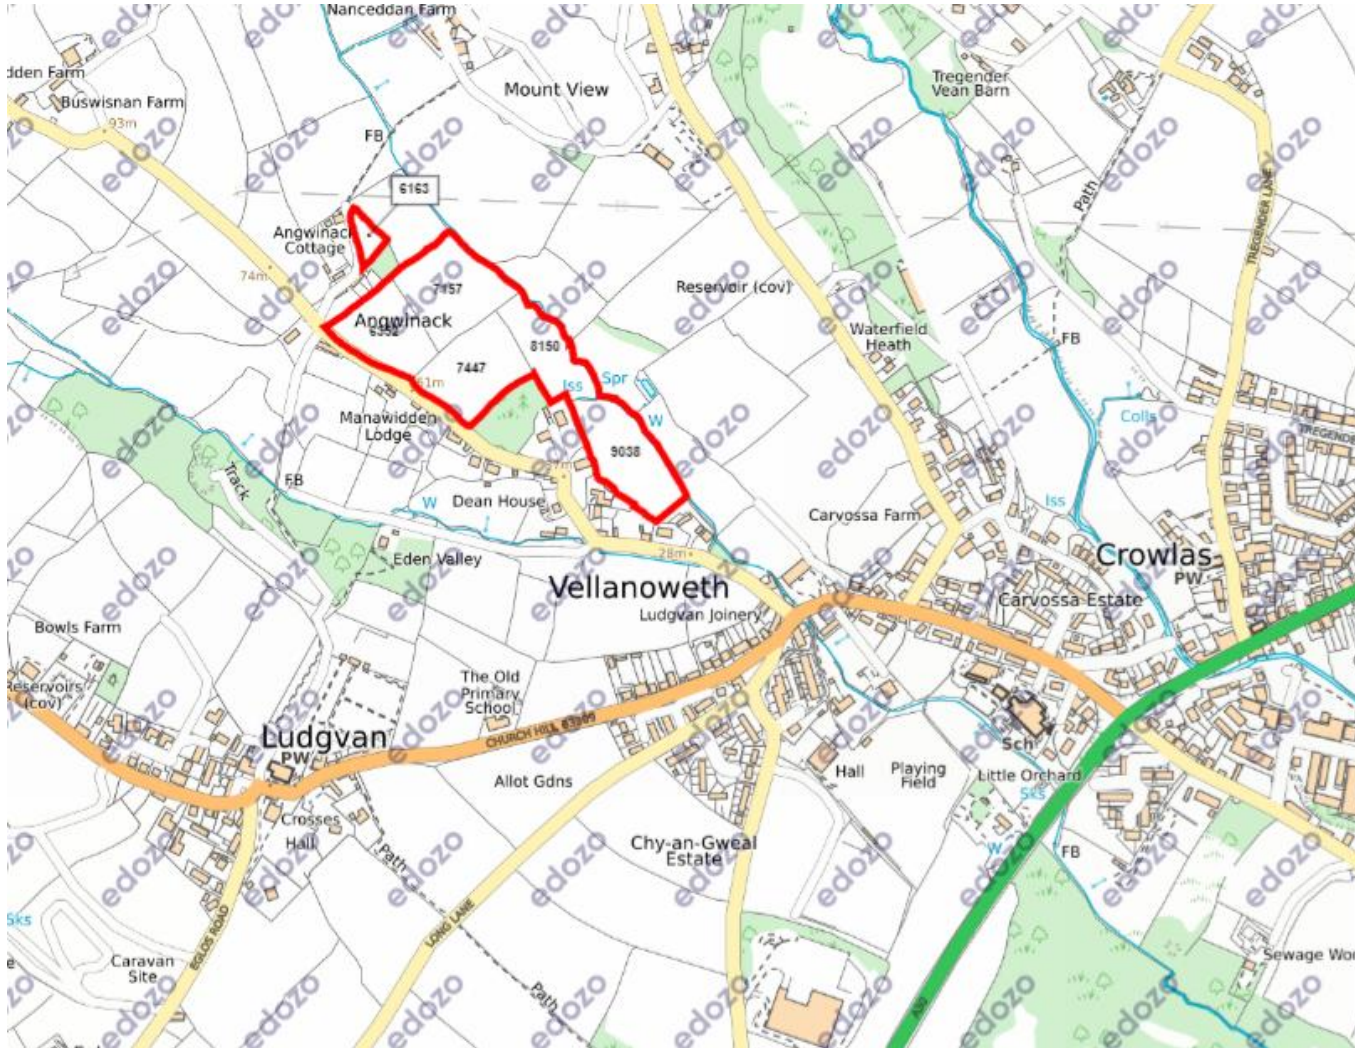 Nanceddan Farm
dden Farm
Buswisnan Farm
93m
Mount View
Tregender
Vean Barn
FB
6163
Path
TREGENDER LANE
Angwinack
Cottage
74m
7157
Reservoir (cov)
Angwinack
6352
8150
Waterfield
Heath
FB
7447
61m
Iss
Spr
Manawidden
Lodge
W
Colls
TREGENDE
9038
Track
FB
Dean House
W
Iss
Carvossa Farm
28m
Eden Valley
Crowlas
PW
Vellanoweth
Carvossa Estate
Ludgvan Joinery
Bowls Farm
Reservoirs
(cov)
The Old
Primary
School
Ludgvan
PW
CHURCH HILL B3309
Sch
Hall
Playing
Field
Little Orchard
Sks
Allot Gdns
Crosses
Hall
Path
Chy-an-Gweal
Estate
W
FB
Sks
EGLOS ROAD
LONG LANE
Caravan
Site
Path
A30
Sewage Wor
edozo